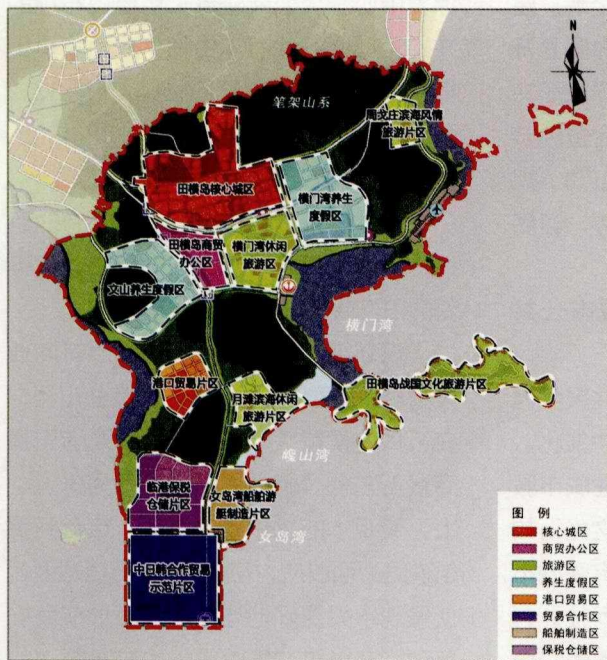 N
笔架山系
周戈庄滨海风情
旅游片区
田横岛核心城区
横门湾养生
度假区
田横岛商贸
办公区
横门湾休闲
旅游区
文山养生度假区
横门湾
港口贸易片区
田横岛战国文化旅游片区
月滩滨海休闲
旅游片区
巉山湾
临港保税
仓储片区
女岛湾船舶游
艇制造片区
女岛湾
中日韩合作贸易
示范片区
图 例
核心城区
商贸办公区
旅游区
养生度假区
港口贸易区
贸易合作区
船舶制造区
保税仓储区